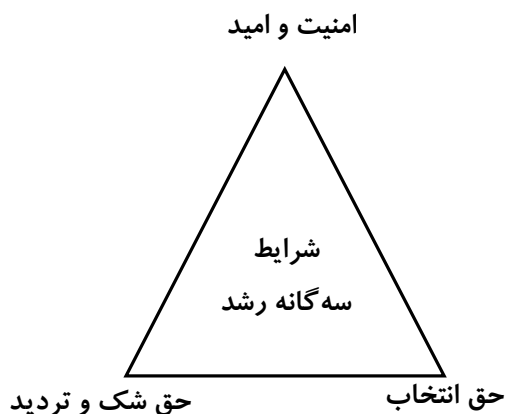 امنیت و امید
شرایط
سه‌گانه رشد
حق انتخاب
حق شک و تردید